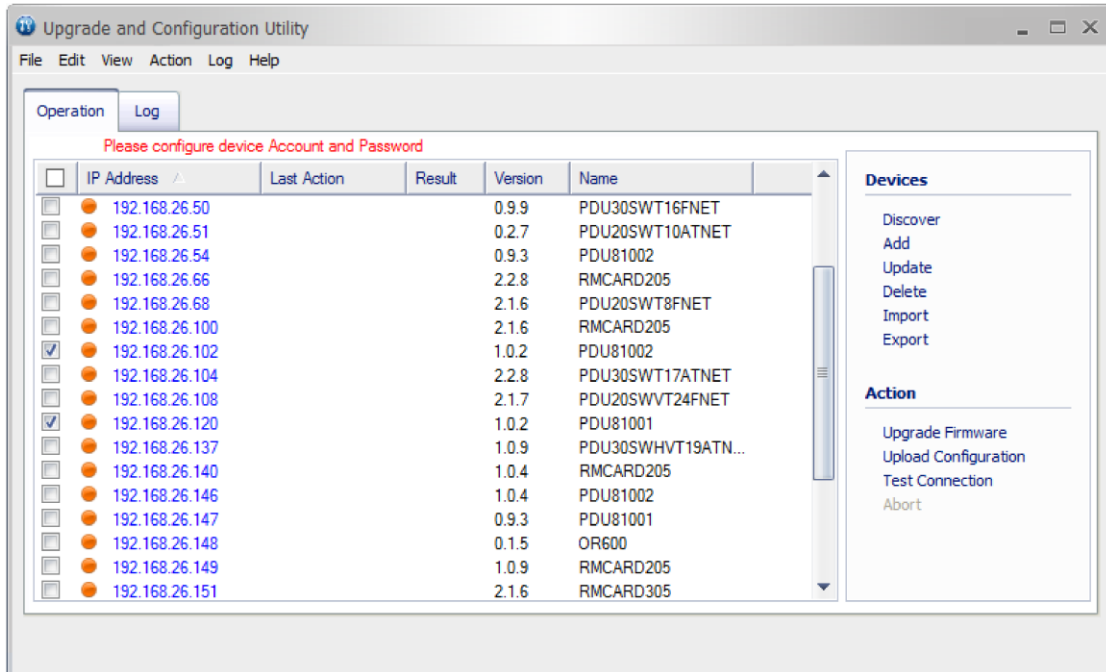 Upgrade and Configuration Utility
File Edit View Action Log Help
Operation Log
Please configure device Account and Password
IP Address Last Action Result Version Name
192.168.26.50 0.9.9 PDU30SWT16FNET
192.168.26.51 0.2.7 PDU20SWT10ATNET
192.168.26.54 0.9.3 PDU81002
192.168.26.66 2.2.8 RMCARD205
192.168.26.68 2.1.6 PDU20SWT8FNET
192.168.26.100 2.1.6 RMCARD205
192.168.26.102 1.0.2 PDU81002
192.168.26.104 2.2.8 PDU30SWT17ATNET
192.168.26.108 2.1.7 PDU20SWVT24FNET
192.168.26.120 1.0.2 PDU81001
192.168.26.137 1.0.9 PDU30SWHVT19ATN...
192.168.26.140 1.0.4 RMCARD205
192.168.26.146 1.0.4 PDU81002
192.168.26.147 0.9.3 PDU81001
192.168.26.148 0.1.5 OR600
192.168.26.149 1.0.9 RMCARD205
192.168.26.151 2.1.6 RMCARD305
Devices
Discover
Add
Update
Delete
Import
Export
Action
Upgrade Firmware
Upload Configuration
Test Connection
Abort